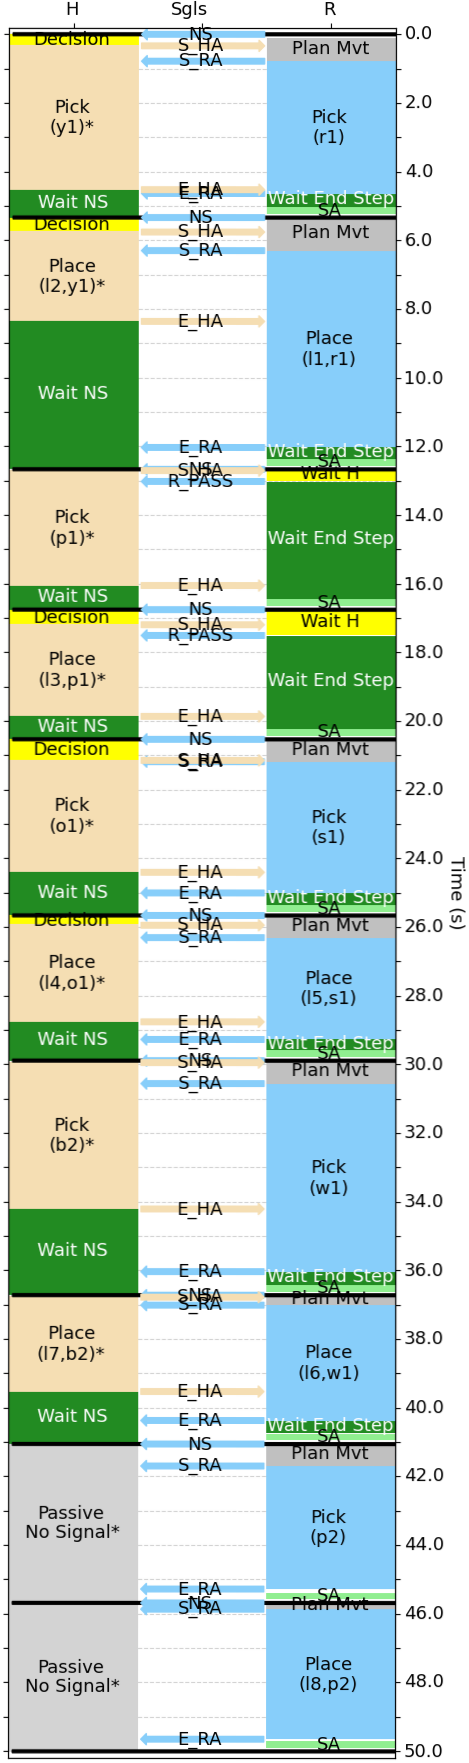 H Sgls R
NS
0.0
Decision
S_HA
Plan Mvt
S_RA
2.0
Pick
(y1)*
Pick
(r1)
4.0
E_HA
E_RA
Wait NS
Wait End Step
SA
NS
Decision
S_HA
Plan Mvt
6.0
S_RA
Place
(l2,y1)*
8.0
E_HA
Place
(l1,r1)
10.0
Wait NS
12.0
E_RA
Wait End Step
SA
NS
S_HA
Wait H
R_PASS
14.0
Pick
(p1)*
Wait End Step
16.0
E_HA
Wait NS
SA
NS
Decision
S_HA
Wait H
R_PASS
18.0
Place
(l3,p1)*
Wait End Step
20.0
E_HA
Wait NS
SA
NS
Decision
Plan Mvt
S_HA
S_RA
22.0
Pick
(o1)*
Pick
(s1)
24.0
E_HA
Wait NS
E_RA
Wait End Step
SA
NS
Decision
S_HA
Plan Mvt
26.0
S_RA
Time (s)
Place
(l4,o1)*
Place
(l5,s1)
28.0
E_HA
Wait NS
E_RA
Wait End Step
SA
NS
S_HA
30.0
Plan Mvt
S_RA
32.0
Pick
(b2)*
Pick
(w1)
34.0
E_HA
Wait NS
36.0
E_RA
Wait End Step
SA
NS
S_HA
Plan Mvt
S_RA
38.0
Place
(l7,b2)*
Place
(l6,w1)
E_HA
40.0
Wait NS
E_RA
Wait End Step
SA
NS
Plan Mvt
S_RA
42.0
Passive
No Signal*
Pick
(p2)
44.0
E_RA
SA
NS
Plan Mvt
S_RA
46.0
Passive
No Signal*
Place
(l8,p2)
48.0
E_RA
SA
50.0